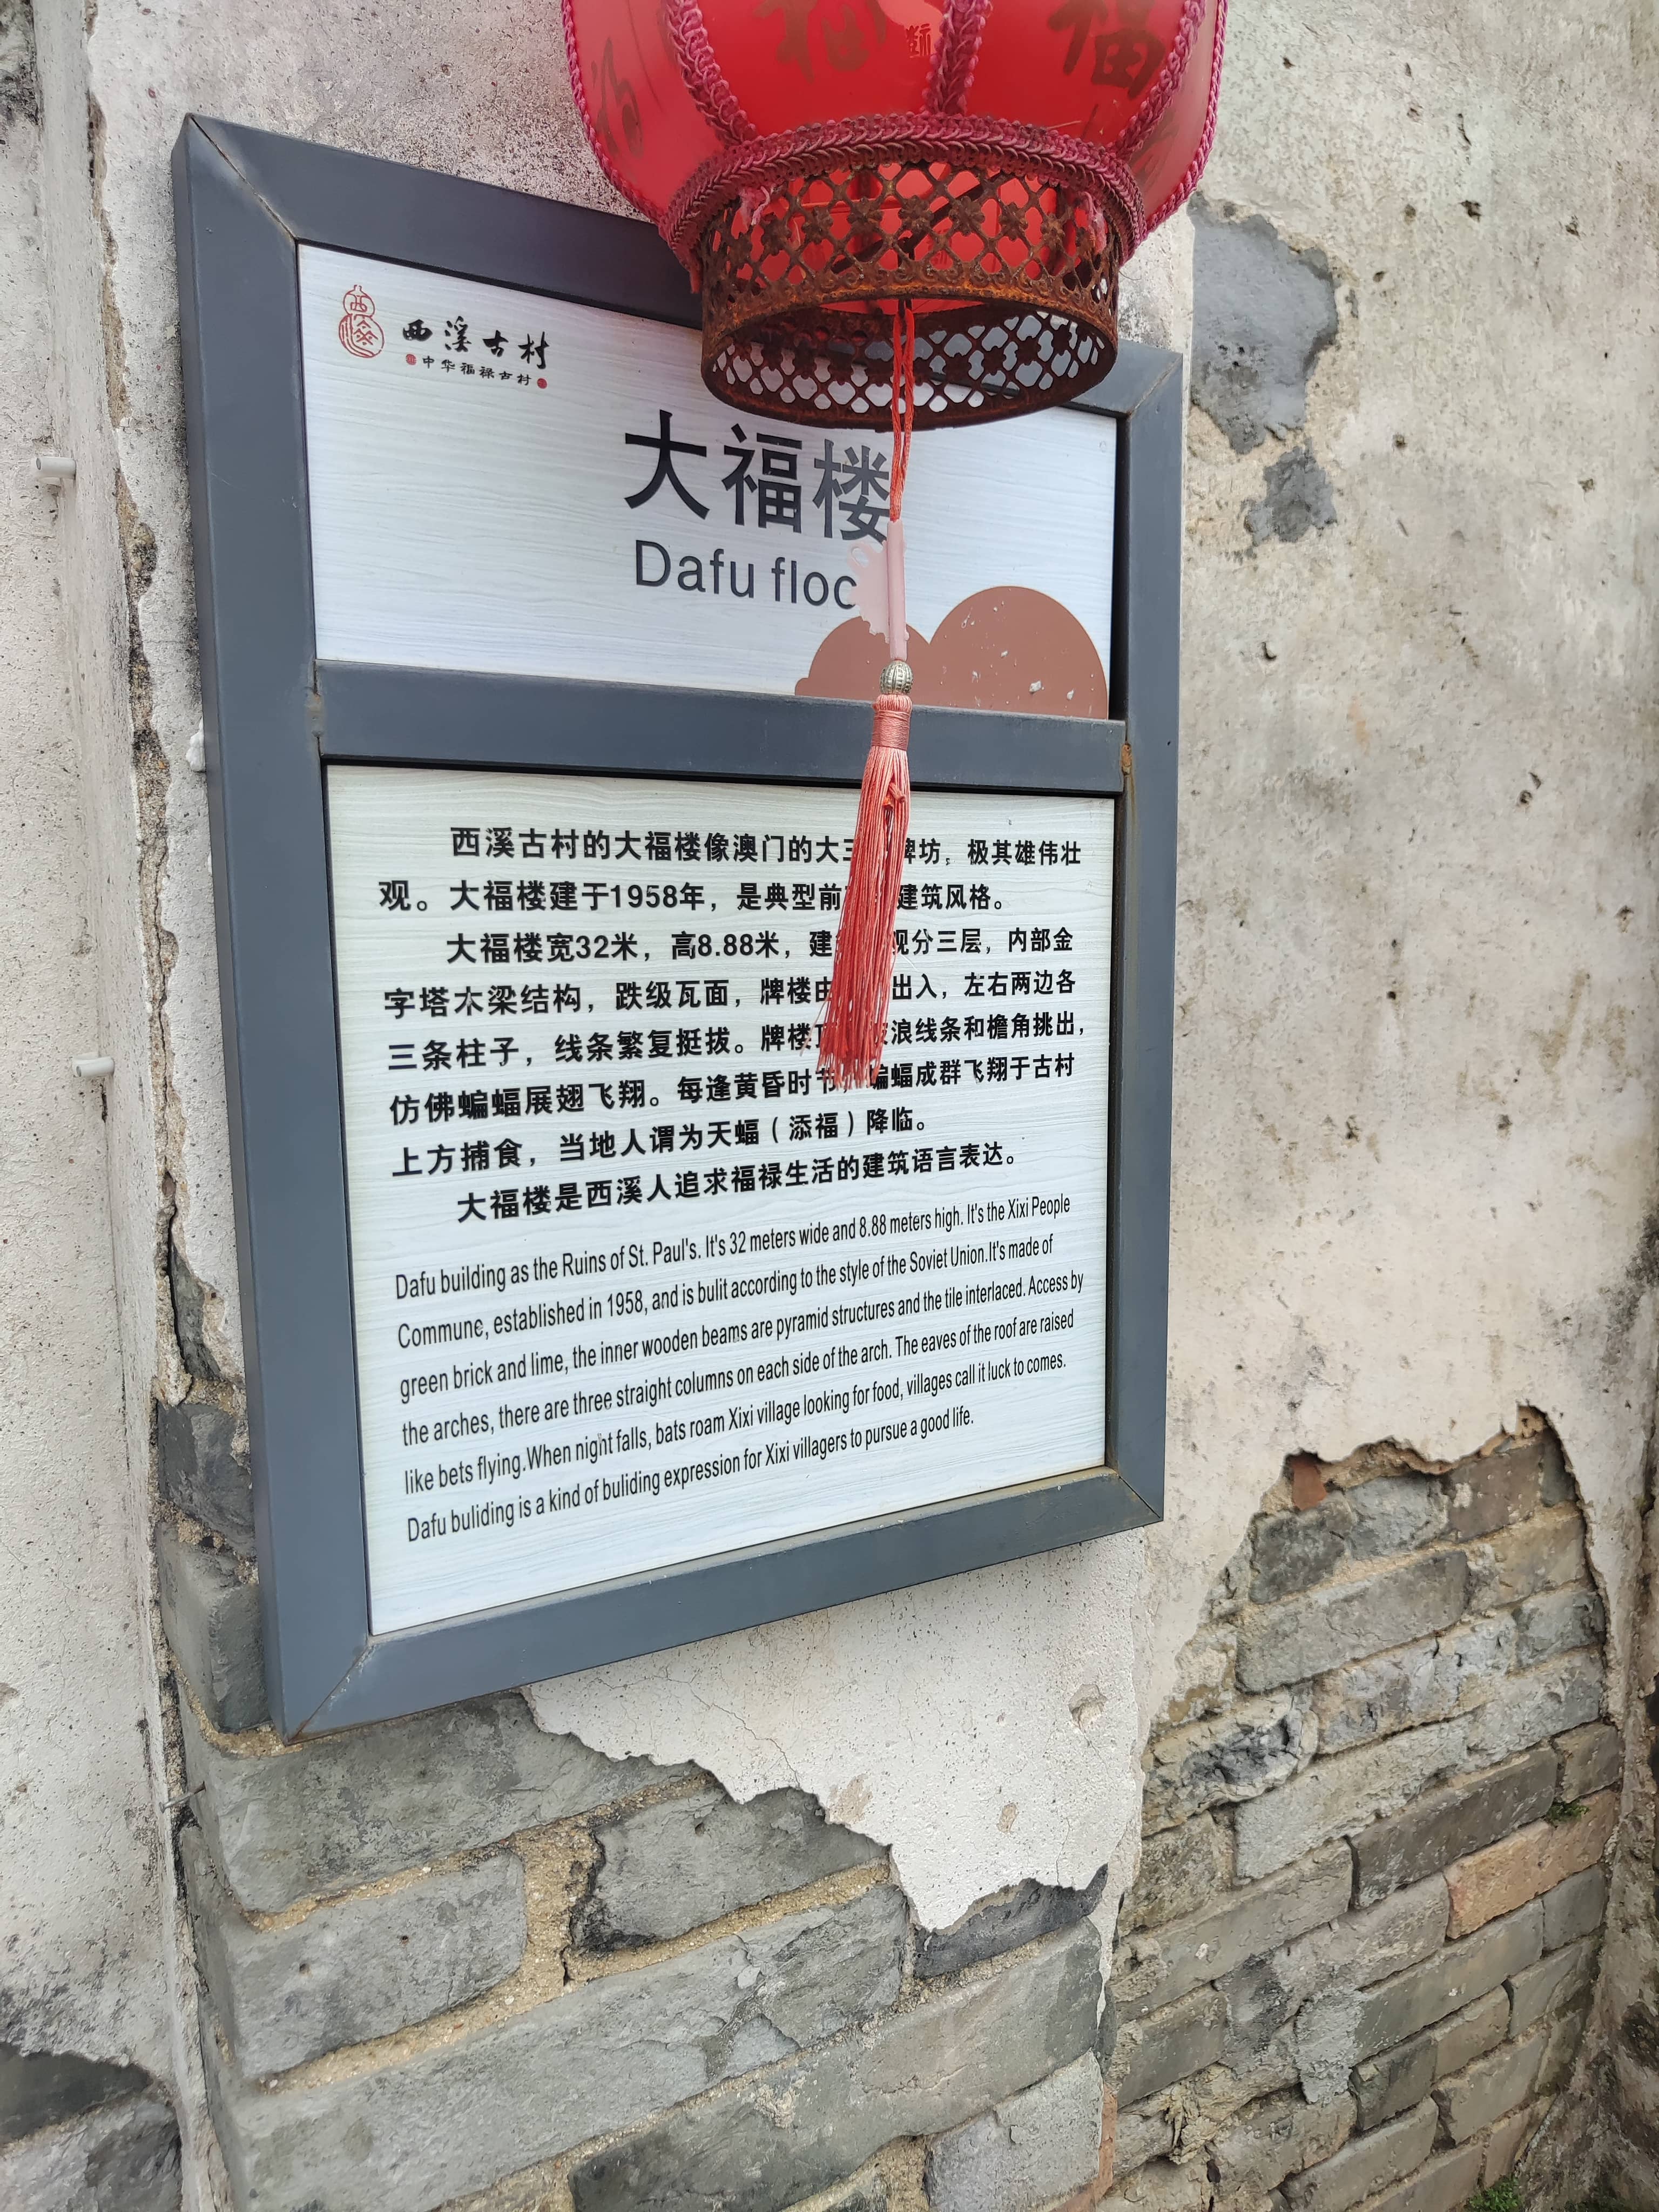 福 福 福
西溪古村
中华福禄古村
大福楼
Dafu
西溪古村的大福楼像澳门的大三 牌坊，极其雄伟壮
观。大福楼建于1958年，是典型前 建筑风格。
大福楼宽32米，高8.88米，建 观分三层，内部金
字塔木梁结构，跌级瓦面，牌楼由 出入，左右两边各
三条柱子，线条繁复挺拔。牌楼 浪线条和檐角挑出，
仿佛蝙蝠展翅飞翔。每逢黄昏时节 蝙蝠成群飞翔于古村
上方捕食，当地人谓为天蝠（添福）降临。
大福楼是西溪人追求福禄生活的建筑语言表达。
Dafu building as the Ruins of St. Paul's. It's 32 meters wide and 8.88 meters high. It's the Xixi People
Commune, established in 1958, and is bulit according to the style of the Soviet Union.It's made of
green brick and lime, the inner wooden beams are pyramid structures and the tile interlaced. Access by
the arches, there are three straight columns on each side of the arch. The eaves of the roof are raised
like bets flying.When night falls, bats roam Xixi village looking for food, villages call it luck to comes.
Dafu buliding is a kind of buliding expression for Xixi villagers to pursue a good life.